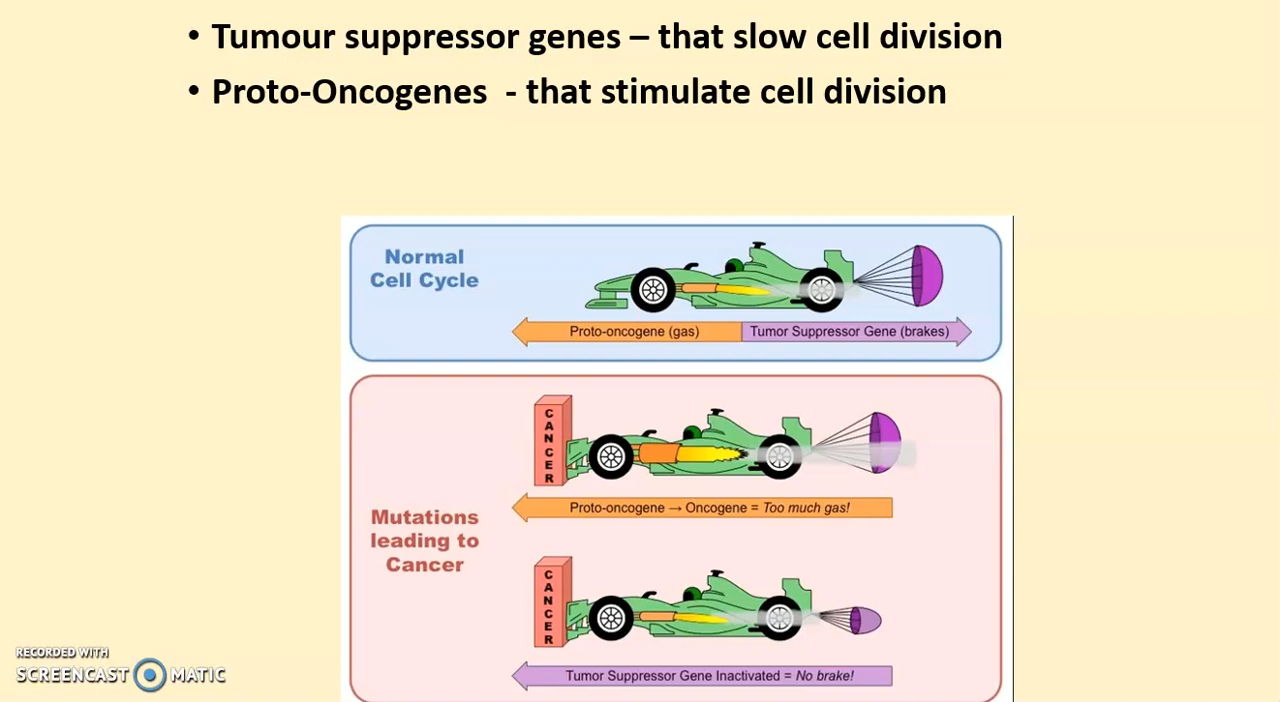 • Tumour suppressor genes – that slow cell division
• Proto-Oncogenes  - that stimulate cell division
Normal
Cell Cycle
Proto-oncogene (gas)
Tumor Suppressor Gene (brakes)
CANCER
Proto-oncogene → Oncogene = Too much gas!
Mutations
leading to
Cancer
CANCER
Tumor Suppressor Gene Inactivated = No brake!
RECORDED WITH
SCREENCAST MATIC